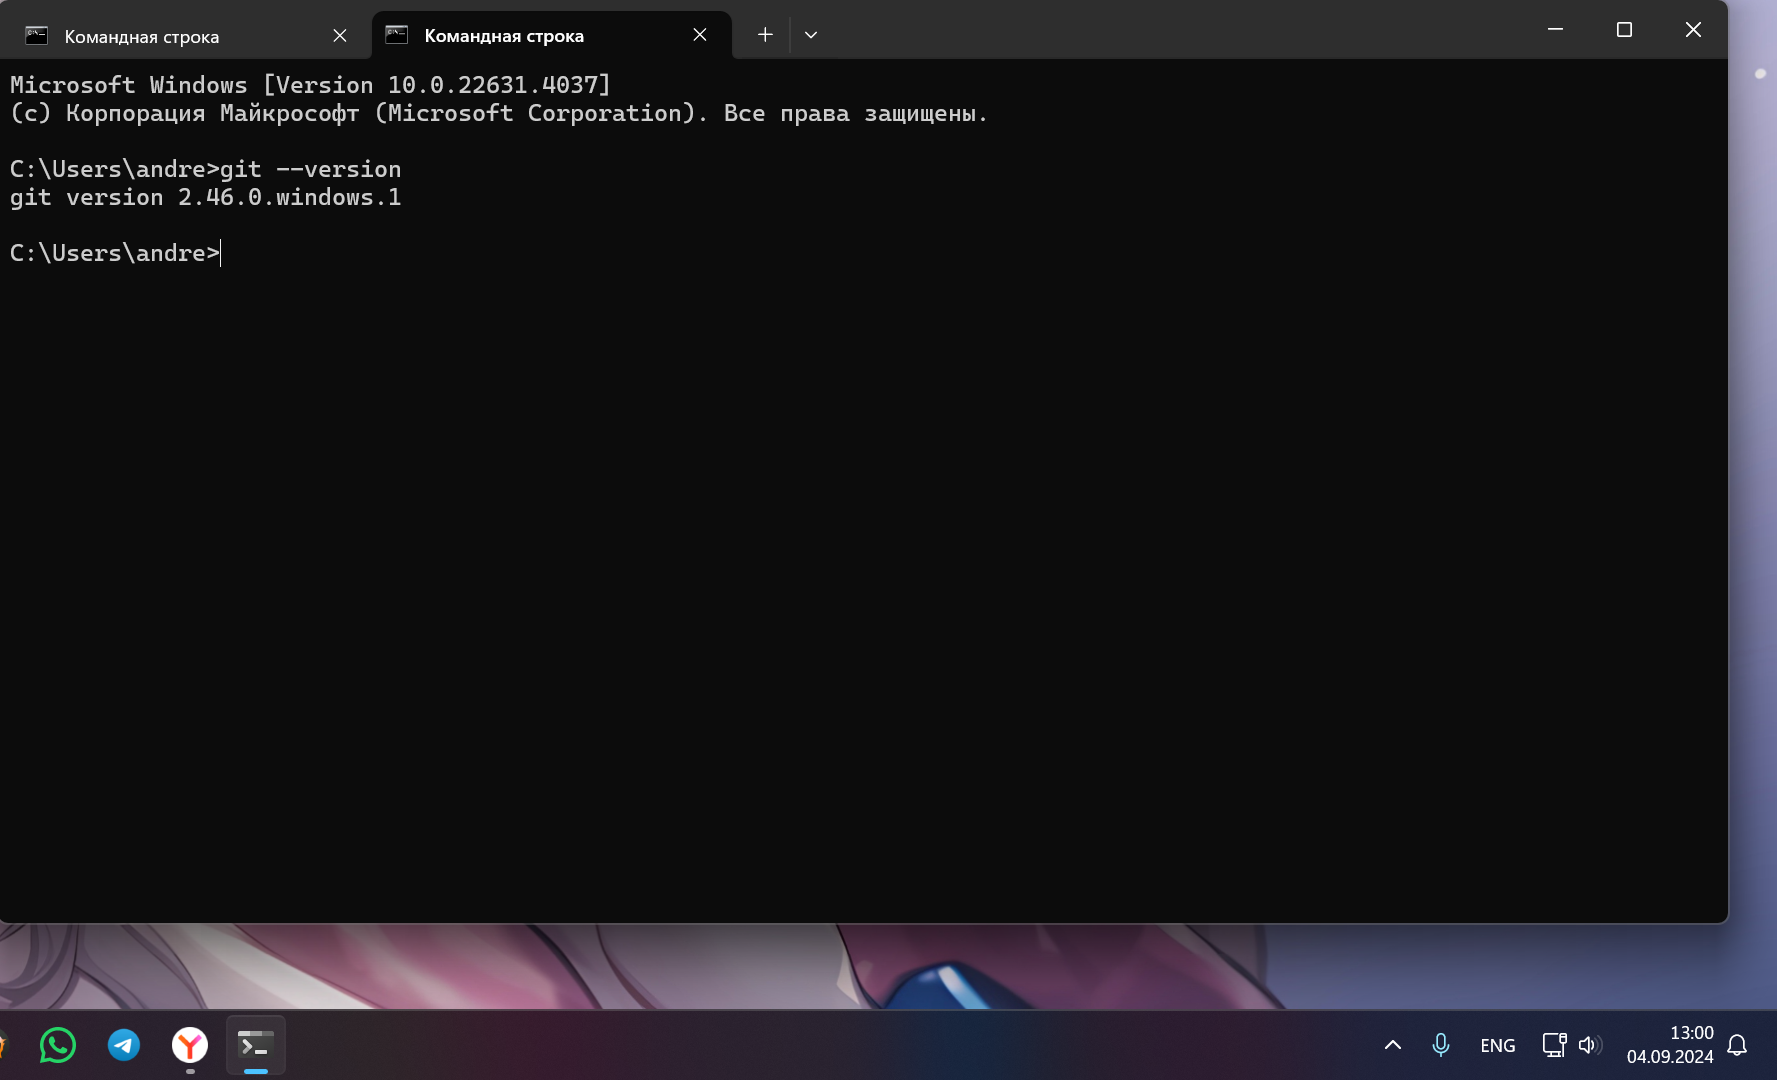 Командная строка
Командная строка
Microsoft Windows [Version 10.0.22631.4037]
(c) Корпорация Майкрософт (Microsoft Corporation). Все права защищены.
C:\Users\andre>git --version
git version 2.46.0.windows.1
C:\Users\andre>
ENG
13:00
04.09.2024